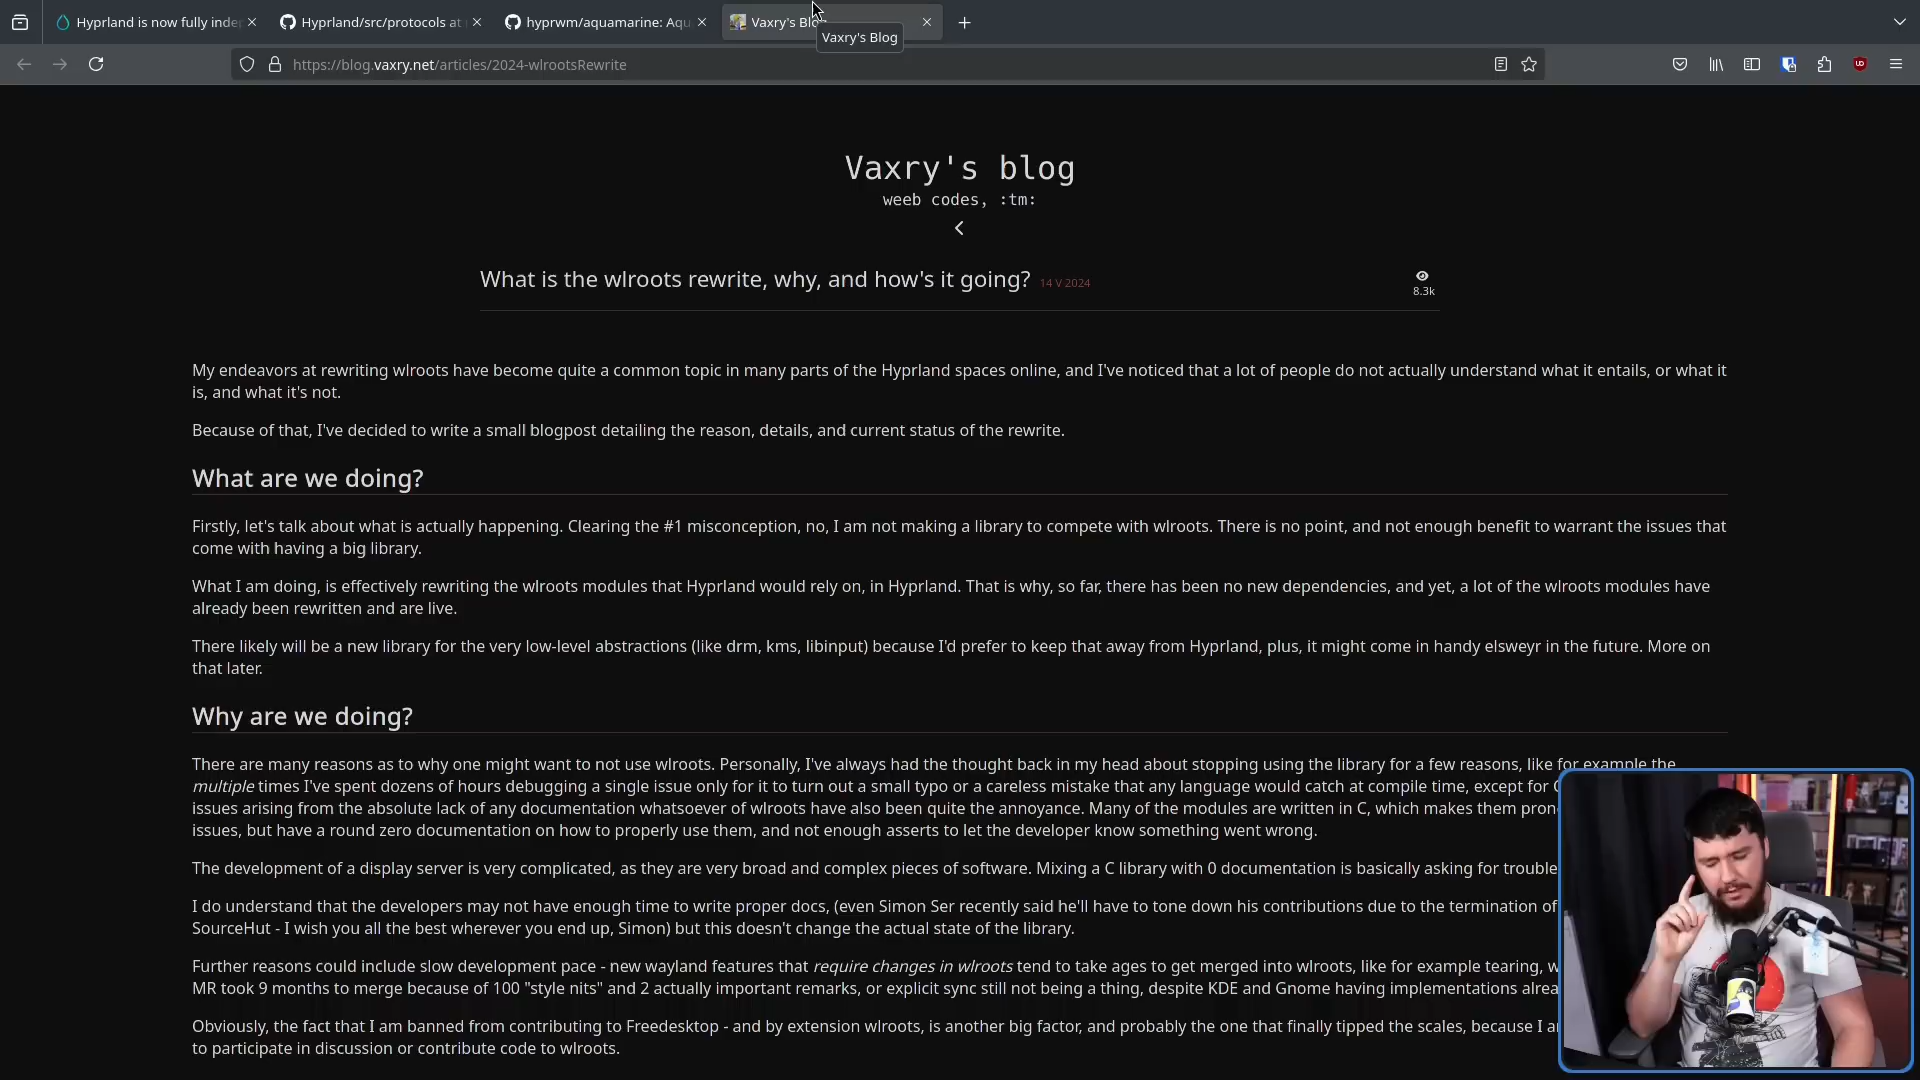 Hyprland is now fully inde
Hyprland/src/protocols at
hyprwm/aquamarine: Aqu
Vaxry's Blog
Vaxry's Blog
https://blog.vaxry.net/articles/2024-wlrootsRewrite
Vaxry's blog
weeb codes, :tm:
What is the wlroots rewrite, why, and how's it going? 14 V 2024
8.3k
My endeavors at rewriting wlroots have become quite a common topic in many parts of the Hyprland spaces online, and I've noticed that a lot of people do not actually understand what it entails, or what it
is, and what it's not.
Because of that, I've decided to write a small blogpost detailing the reason, details, and current status of the rewrite.
What are we doing?
Firstly, let's talk about what is actually happening. Clearing the #1 misconception, no, I am not making a library to compete with wlroots. There is no point, and not enough benefit to warrant the issues that
come with having a big library.
What I am doing, is effectively rewriting the wlroots modules that Hyprland would rely on, in Hyprland. That is why, so far, there has been no new dependencies, and yet, a lot of the wlroots modules have
already been rewritten and are live.
There likely will be a new library for the very low-level abstractions (like drm, kms, libinput) because I'd prefer to keep that away from Hyprland, plus, it might come in handy elsweyr in the future. More on
that later.
Why are we doing?
There are many reasons as to why one might want to not use wlroots. Personally, I've always had the thought back in my head about stopping using the library for a few reasons, like for example the
multiple times I've spent dozens of hours debugging a single issue only for it to turn out a small typo or a careless mistake that any language would catch at compile time, except for
issues arising from the absolute lack of any documentation whatsoever of wlroots have also been quite the annoyance. Many of the modules are written in C, which makes them pron
issues, but have a round zero documentation on how to properly use them, and not enough asserts to let the developer know something went wrong.
The development of a display server is very complicated, as they are very broad and complex pieces of software. Mixing a C library with 0 documentation is basically asking for trouble
I do understand that the developers may not have enough time to write proper docs, (even Simon Ser recently said he'll have to tone down his contributions due to the termination of
SourceHut - I wish you all the best wherever you end up, Simon) but this doesn't change the actual state of the library.
Further reasons could include slow development pace - new wayland features that require changes in wlroots tend to take ages to get merged into wlroots, like for example tearing, w
MR took 9 months to merge because of 100 "style nits" and 2 actually important remarks, or explicit sync still not being a thing, despite KDE and Gnome having implementations alrea
Obviously, the fact that I am banned from contributing to Freedesktop - and by extension wlroots, is another big factor, and probably the one that finally tipped the scales, because I a
to participate in discussion or contribute code to wlroots.